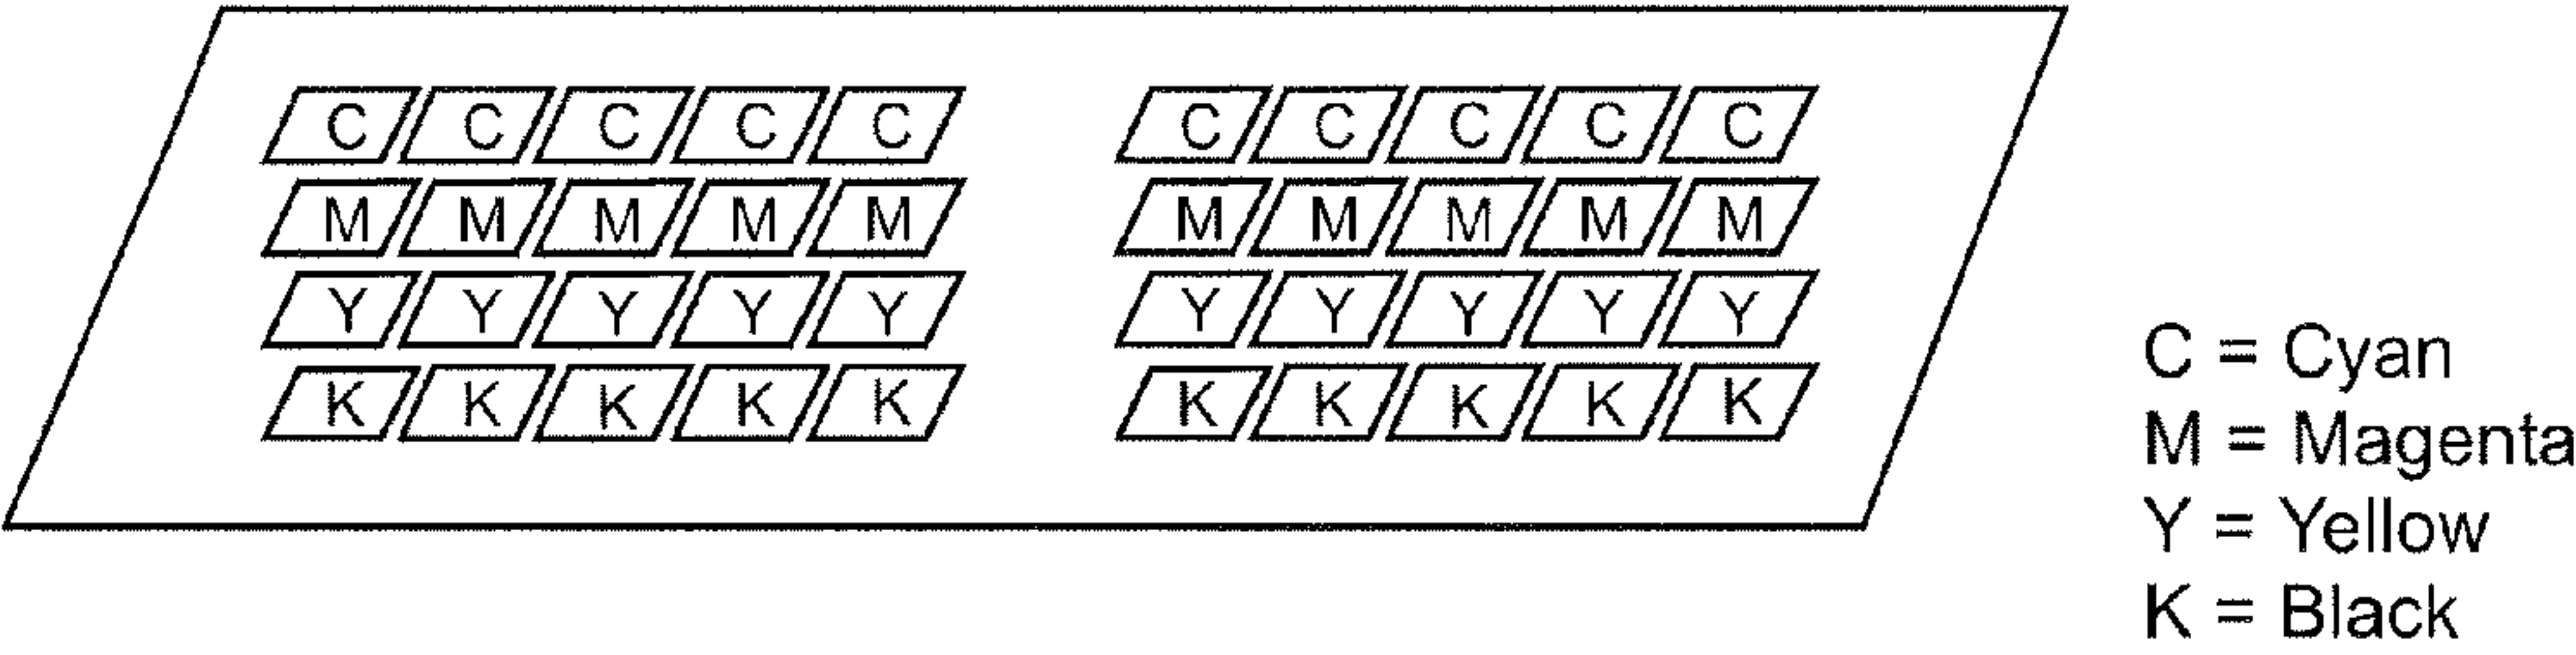 C C C C C C C C C C
M M M M M M M M M M
Y Y Y Y Y Y Y Y Y Y
K K K K K K K K K K
C = Cyan
M = Magenta
Y = Yellow
K = Black